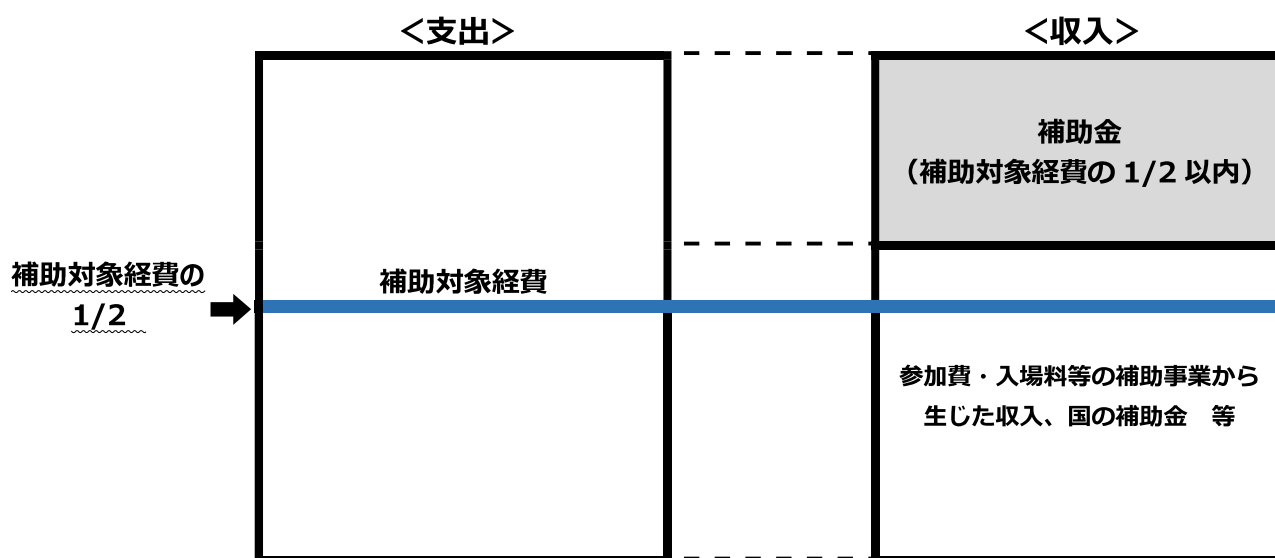 ＜支出＞
＜収入＞
補助金
（補助対象経費の 1/2 以内）
補助対象経費の
1/2
補助対象経費
参加費・入場料等の補助事業から
生じた収入、国の補助金　等